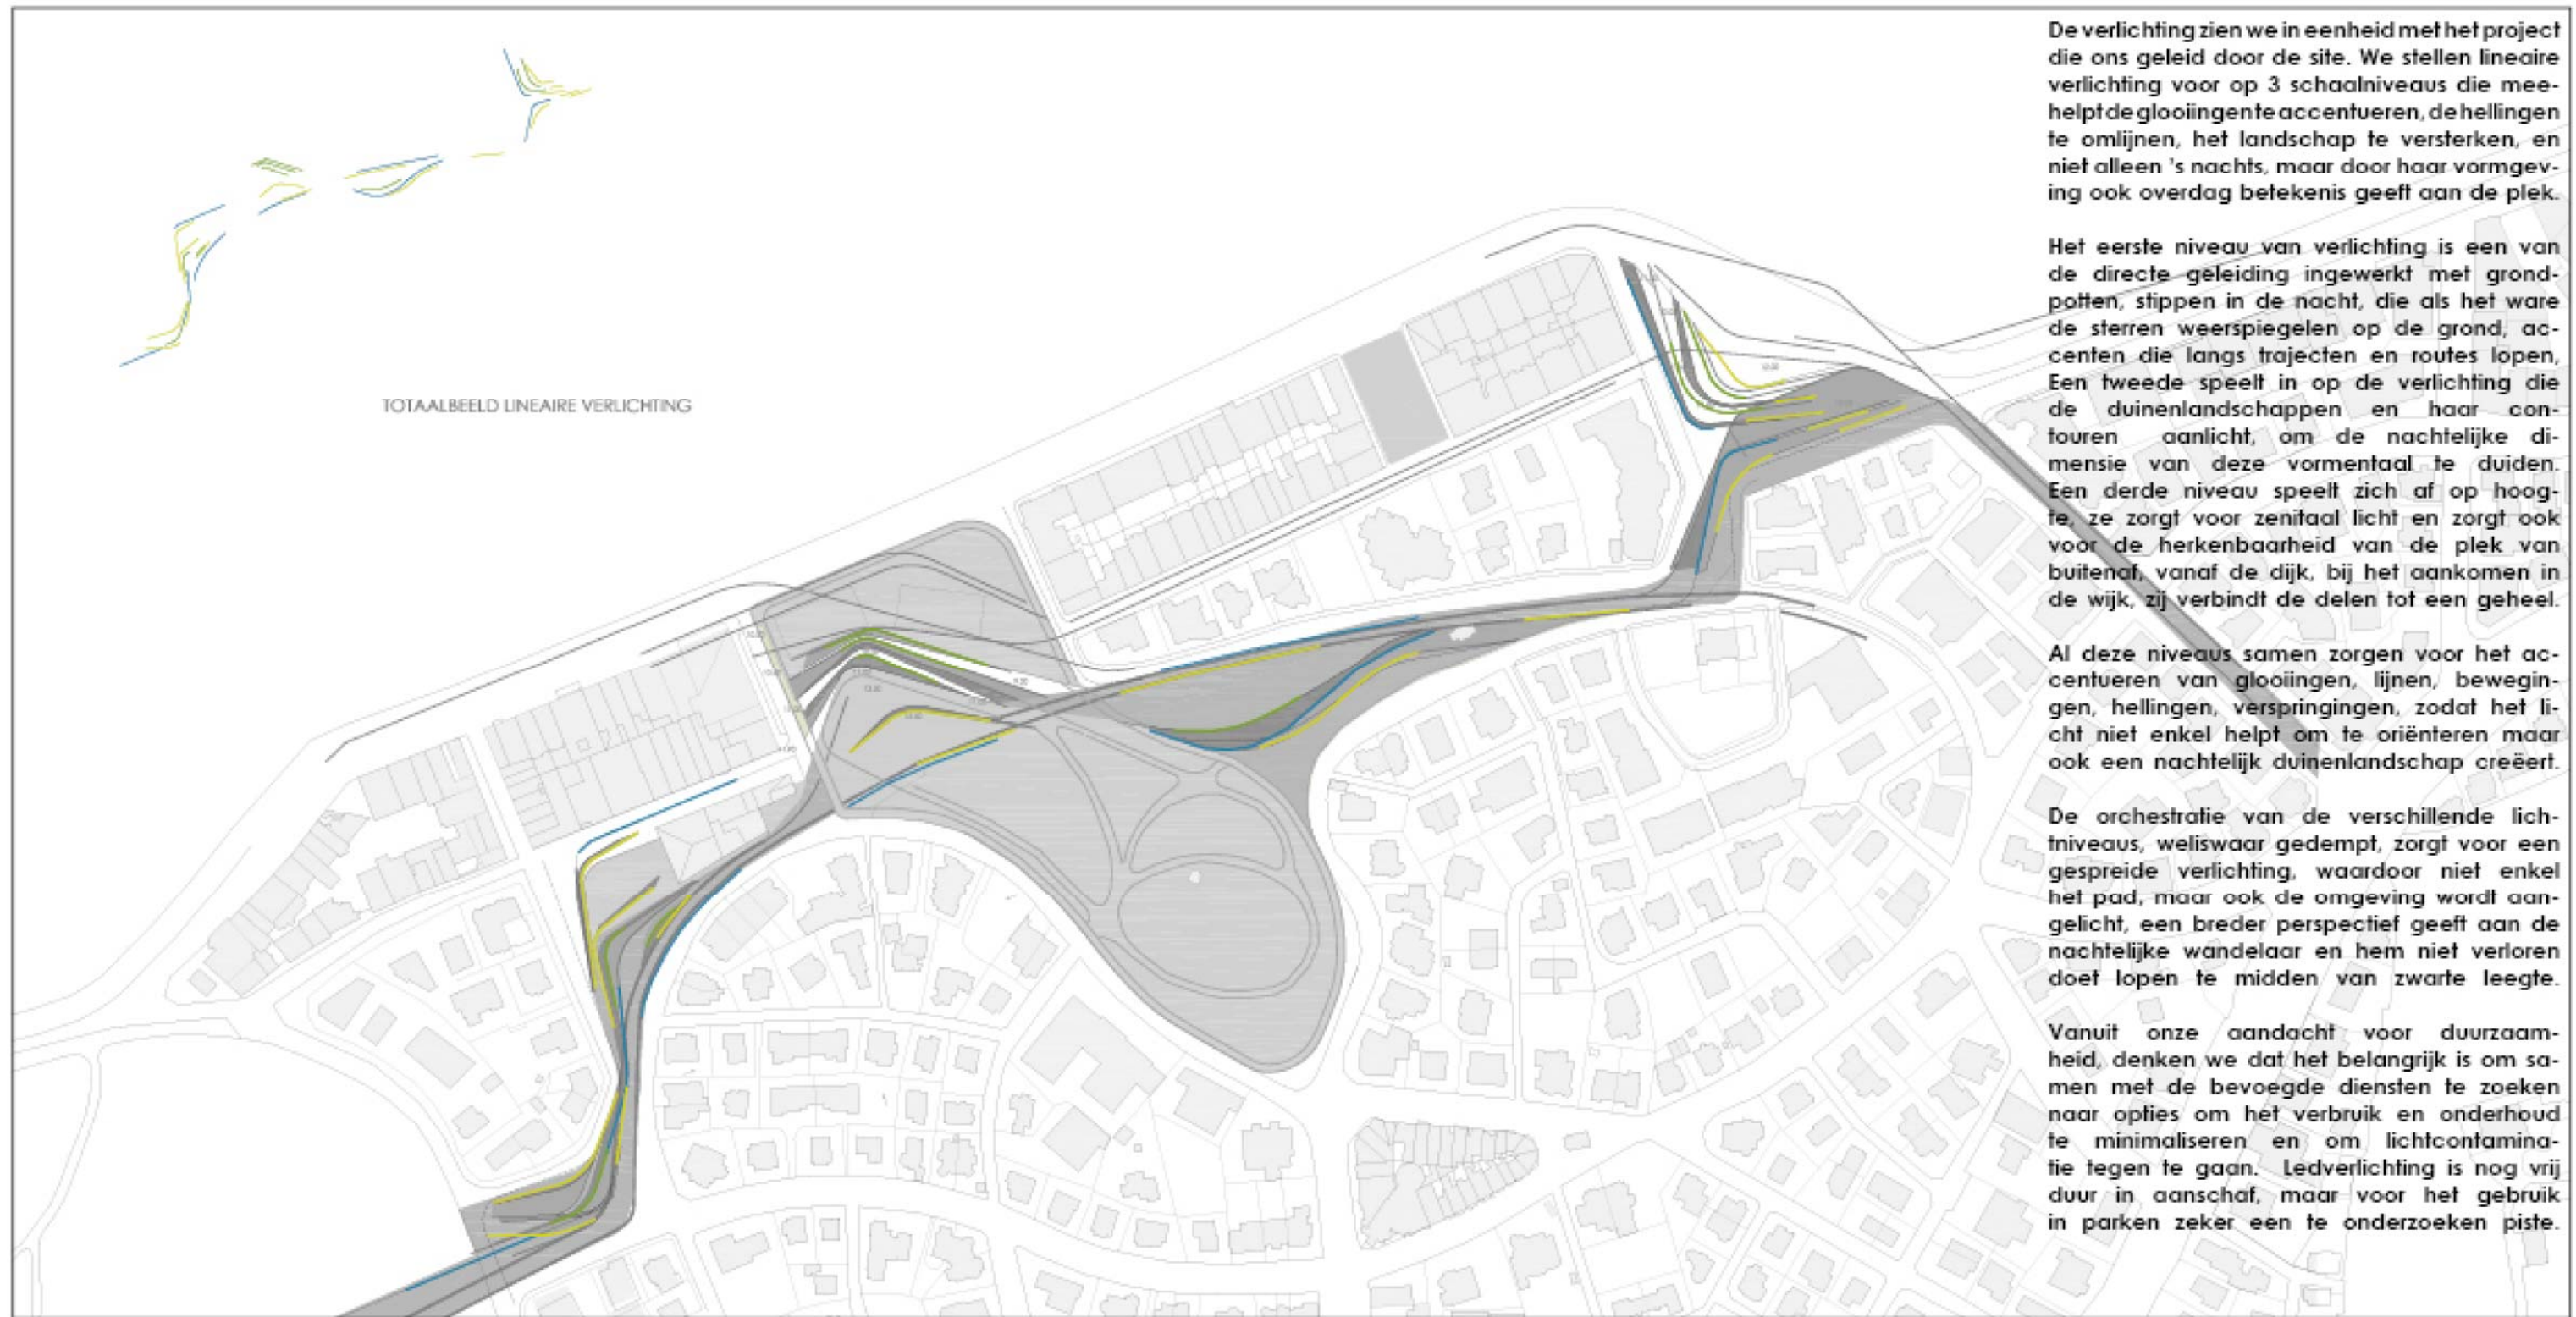 De verlichting zien we in eenheid met het project
die ons geleid door de site. We stellen lineaire
verlichting voor op 3 schaalniveaus die mee-
helpt de glooiingen te accentueren, de hellingen
te omlijnen, het landschap te versterken, en
niet alleen 's nachts, maar door haar vormgev-
ing ook overdag betekenis geeft aan de plek.
Het eerste niveau van verlichting is een van
de directe geleiding ingewerkt met grond-
potten, stippen in de nacht, die als het ware
de sterren weerspiegelen op de grond, ac-
centen die langs trajecten en routes lopen,
Een tweede speelt in op de verlichting die
de duinenlandschappen en haar con-
touren aanlicht, om de nachtelijke di-
mensie van deze vormentaal te duiden.
Een derde niveau speelt zich af op hoog-
te, ze zorgt voor zenitaal licht en zorgt ook
voor de herkenbaarheid van de plek van
buitenaf, vanaf de dijk, bij het aankomen in
de wijk, zij verbindt de delen tot een geheel.
Al deze niveaus samen zorgen voor het ac-
centueren van glooiingen, lijnen, bewegin-
gen, hellingen, verspringingen, zodat het li-
cht niet enkel helpt om te oriënteren maar
ook een nachtelijk duinenlandschap creëert.
De orchestratie van de verschillende lich-
tniveaus, weliswaar gedempt, zorgt voor een
gespreide verlichting, waardoor niet enkel
het pad, maar ook de omgeving wordt aan-
gelicht, een breder perspectief geeft aan de
nachtelijke wandelaar en hem niet verloren
doet lopen te midden van zwarte leegte.
Vanuit onze aandacht voor duurzaam-
heid, denken we dat het belangrijk is om sa-
men met de bevoegde diensten te zoeken
naar opties om het verbruik en onderhoud
te minimaliseren en om lichtcontamina-
tie tegen te gaan. Ledverlichting is nog vrij
duur in aanschaf, maar voor het gebruik
in parken zeker een te onderzoeken piste.
TOTAALBEELD LINEAIRE VERLICHTING